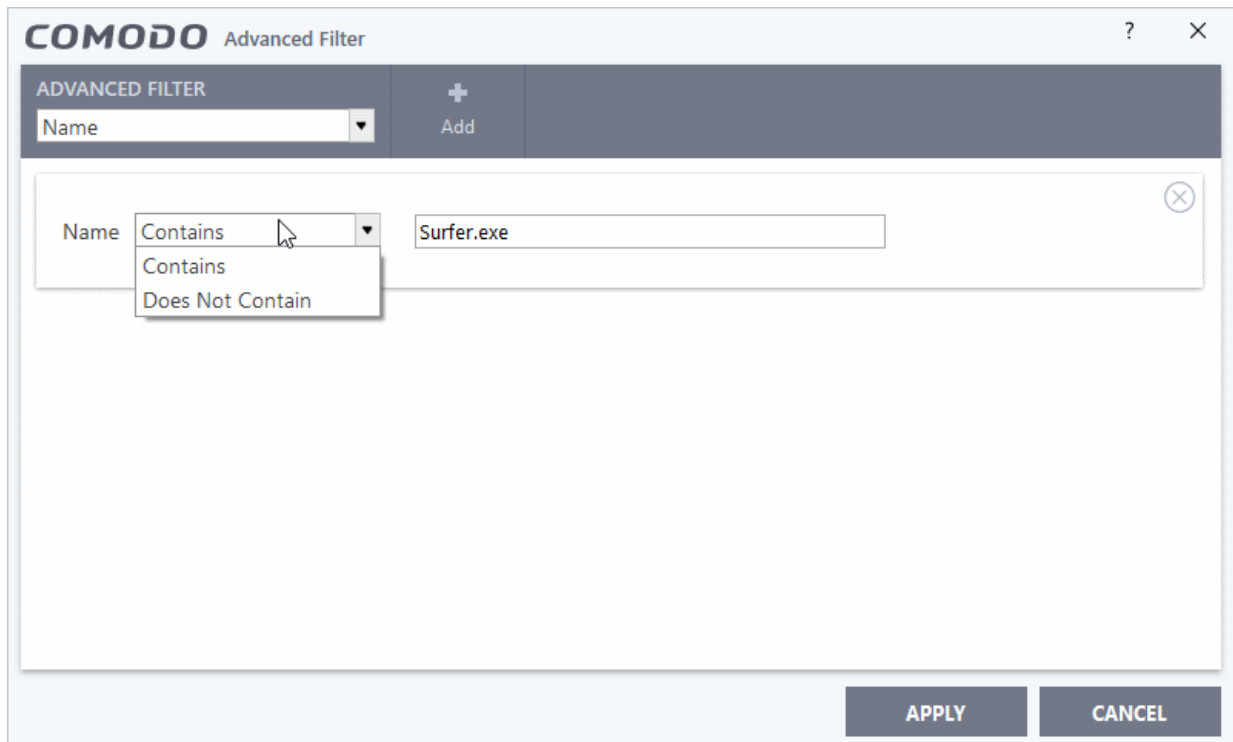 COMODO Advanced Filter ?
ADVANCED FILTER
Name
Add
Name Contains Surfer.exe
Contains
Does Not Contain
APPLY CANCEL